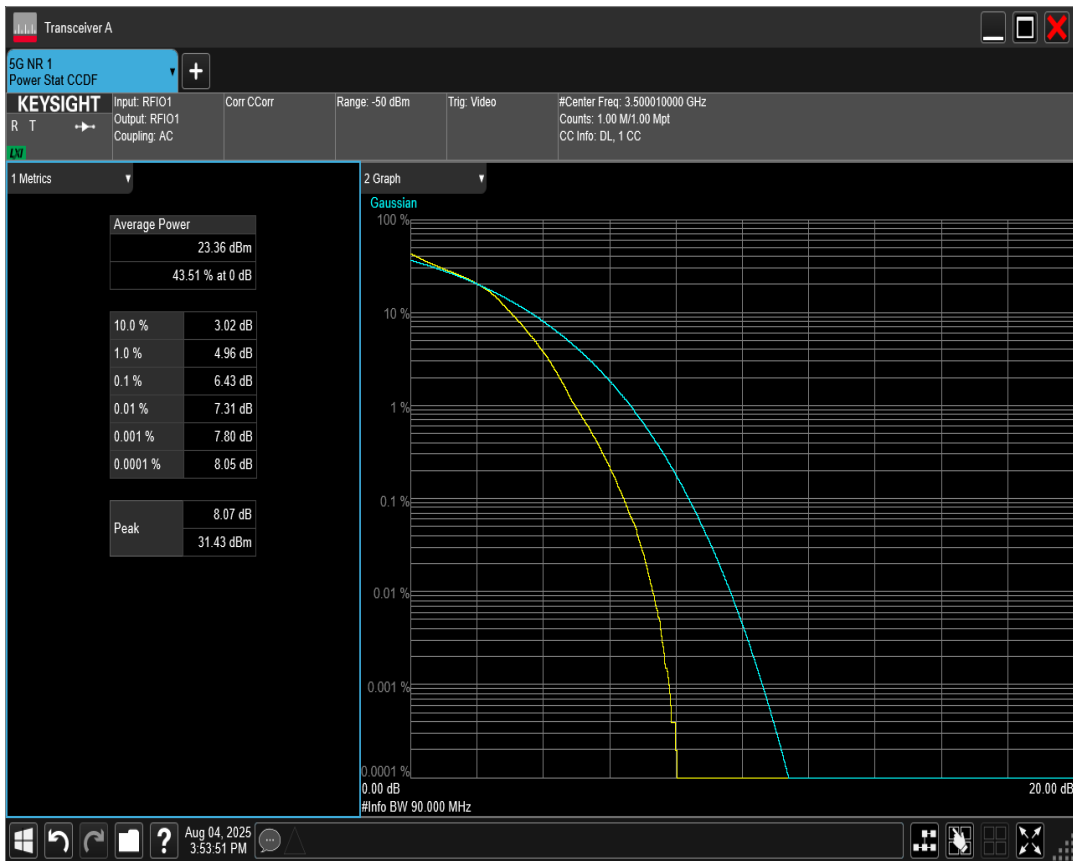 Transceiver A
5G NR 1
Power Stat CCDF
+
KEYSIGHT
R T
LXI
Input: RFIO1
Output: RFIO1
Coupling: AC
Corr CCorr
Range: -50 dBm
Trig: Video
#Center Freq: 3.500010000 GHz
Counts: 1.00 M/1.00 Mpt
CC Info: DL, 1 CC
1 Metrics
Average Power
23.36 dBm
43.51 % at 0 dB
10.0 % 3.02 dB
1.0 % 4.96 dB
0.1 % 6.43 dB
0.01 % 7.31 dB
0.001 % 7.80 dB
0.0001 % 8.05 dB
Peak
8.07 dB
31.43 dBm
2 Graph
Gaussian
100 %
10 %
1 %
0.1 %
0.01 %
0.001 %
0.0001 %
0.00 dB 20.00 dB
#Info BW 90.000 MHz
?
Aug 04, 2025
3:53:51 PM